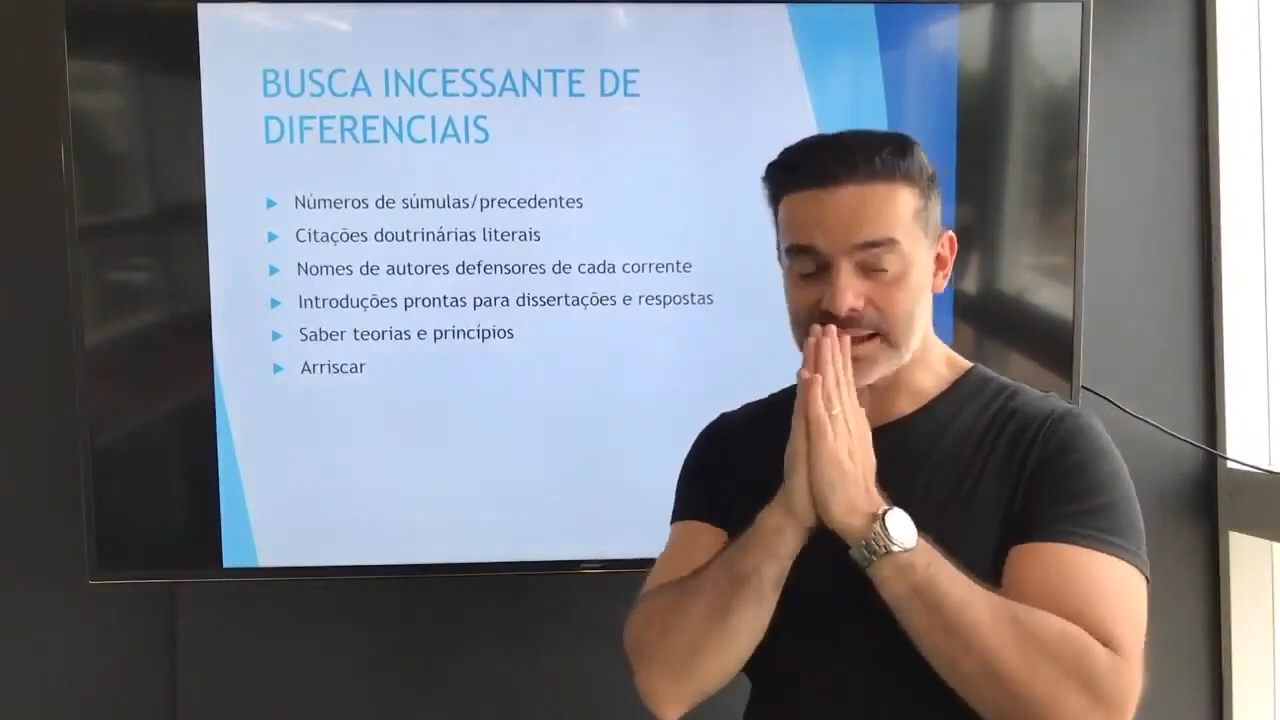 BUSCA INCESSANTE DE
DIFERENCIAIS
Números de súmulas/precedentes
Citações doutrinárias literais
Nomes de autores defensores de cada corrente
Introduções prontas para dissertações e respostas
Saber teorias e princípios
Arriscar